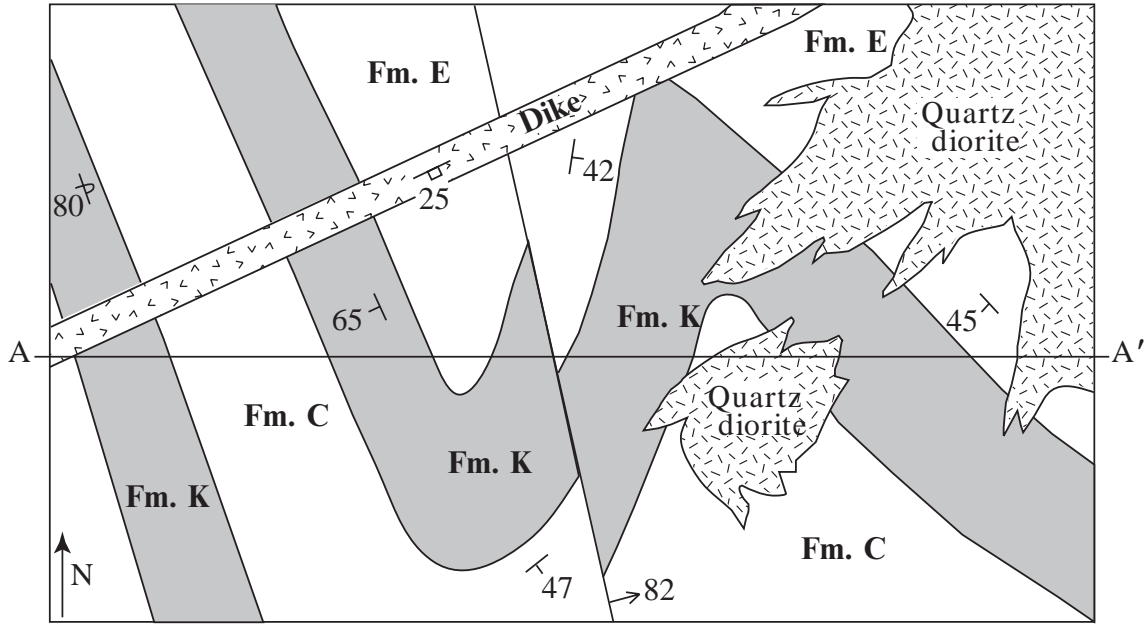 Fm. E
Fm. E
Dike
Quartz
diorite
42
80
25
65
Fm. K
45
A
A′
Fm. C
Quartz
diorite
Fm. K
Fm. K
Fm. C
N
47
82